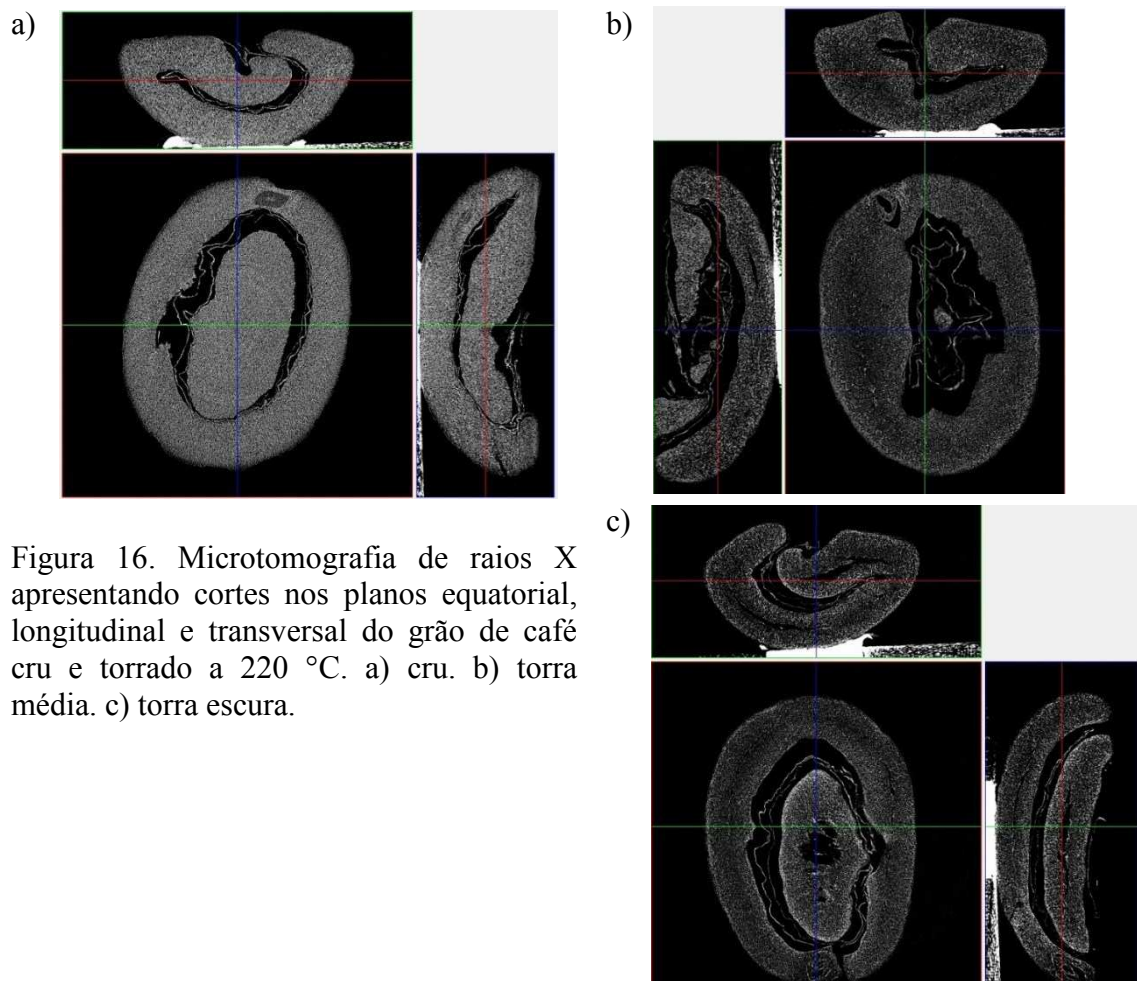 a)
b)
c)
Figura 16. Microtomografia de raios X
apresentando cortes nos planos equatorial,
longitudinal e transversal do grão de café
cru e torrado a 220 °C. a) cru. b) torra
média. c) torra escura.